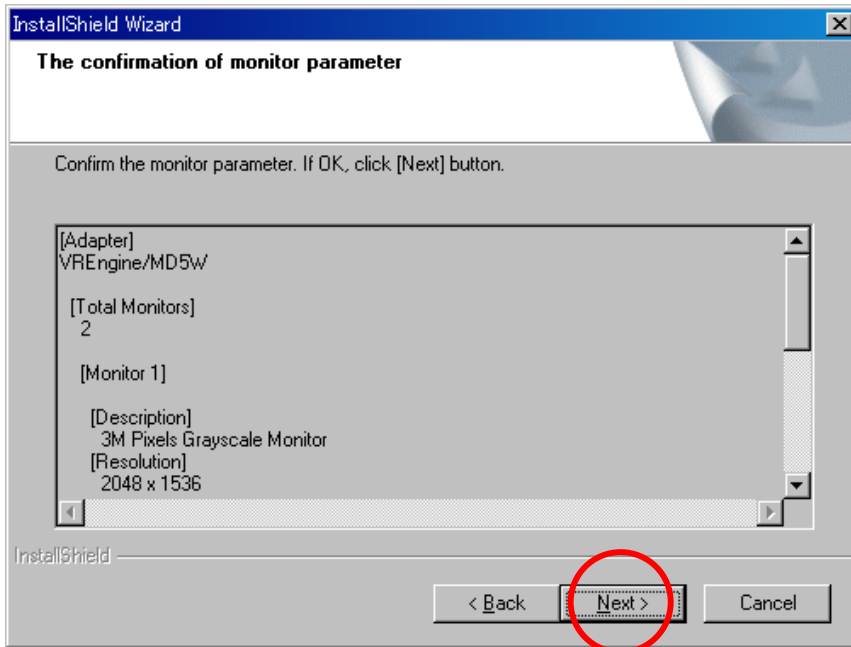 InstallShield Wizard
The confirmation of monitor parameter
Confirm the monitor parameter. If OK, click [Next] button.
[Adapter]
VREngine/MD5W
[Total Monitors]
2
[Monitor 1]
[Description]
3M Pixels Grayscale Monitor
[Resolution]
2048 x 1536
InstallShield
< Back Next > Cancel